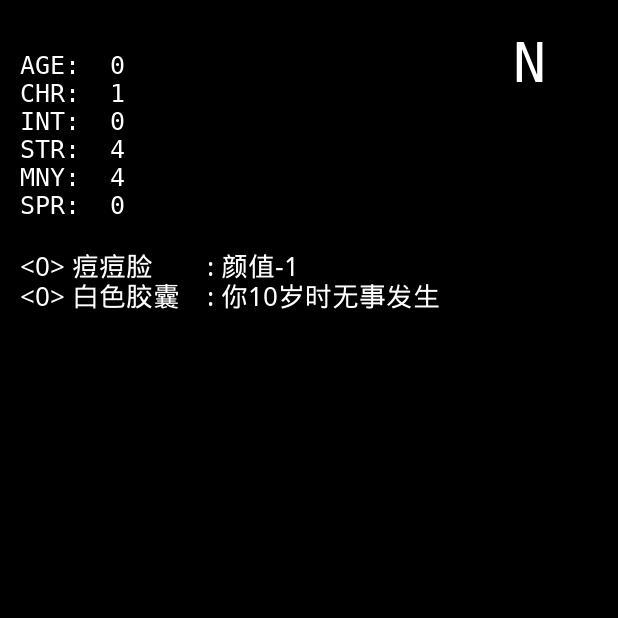 N
AGE: 0
CHR: 1
INT: 0
STR: 4
MNY: 4
SPR: 0
<0> 痘痘脸 : 颜值-1
<0> 白色胶囊 : 你10岁时无事发生